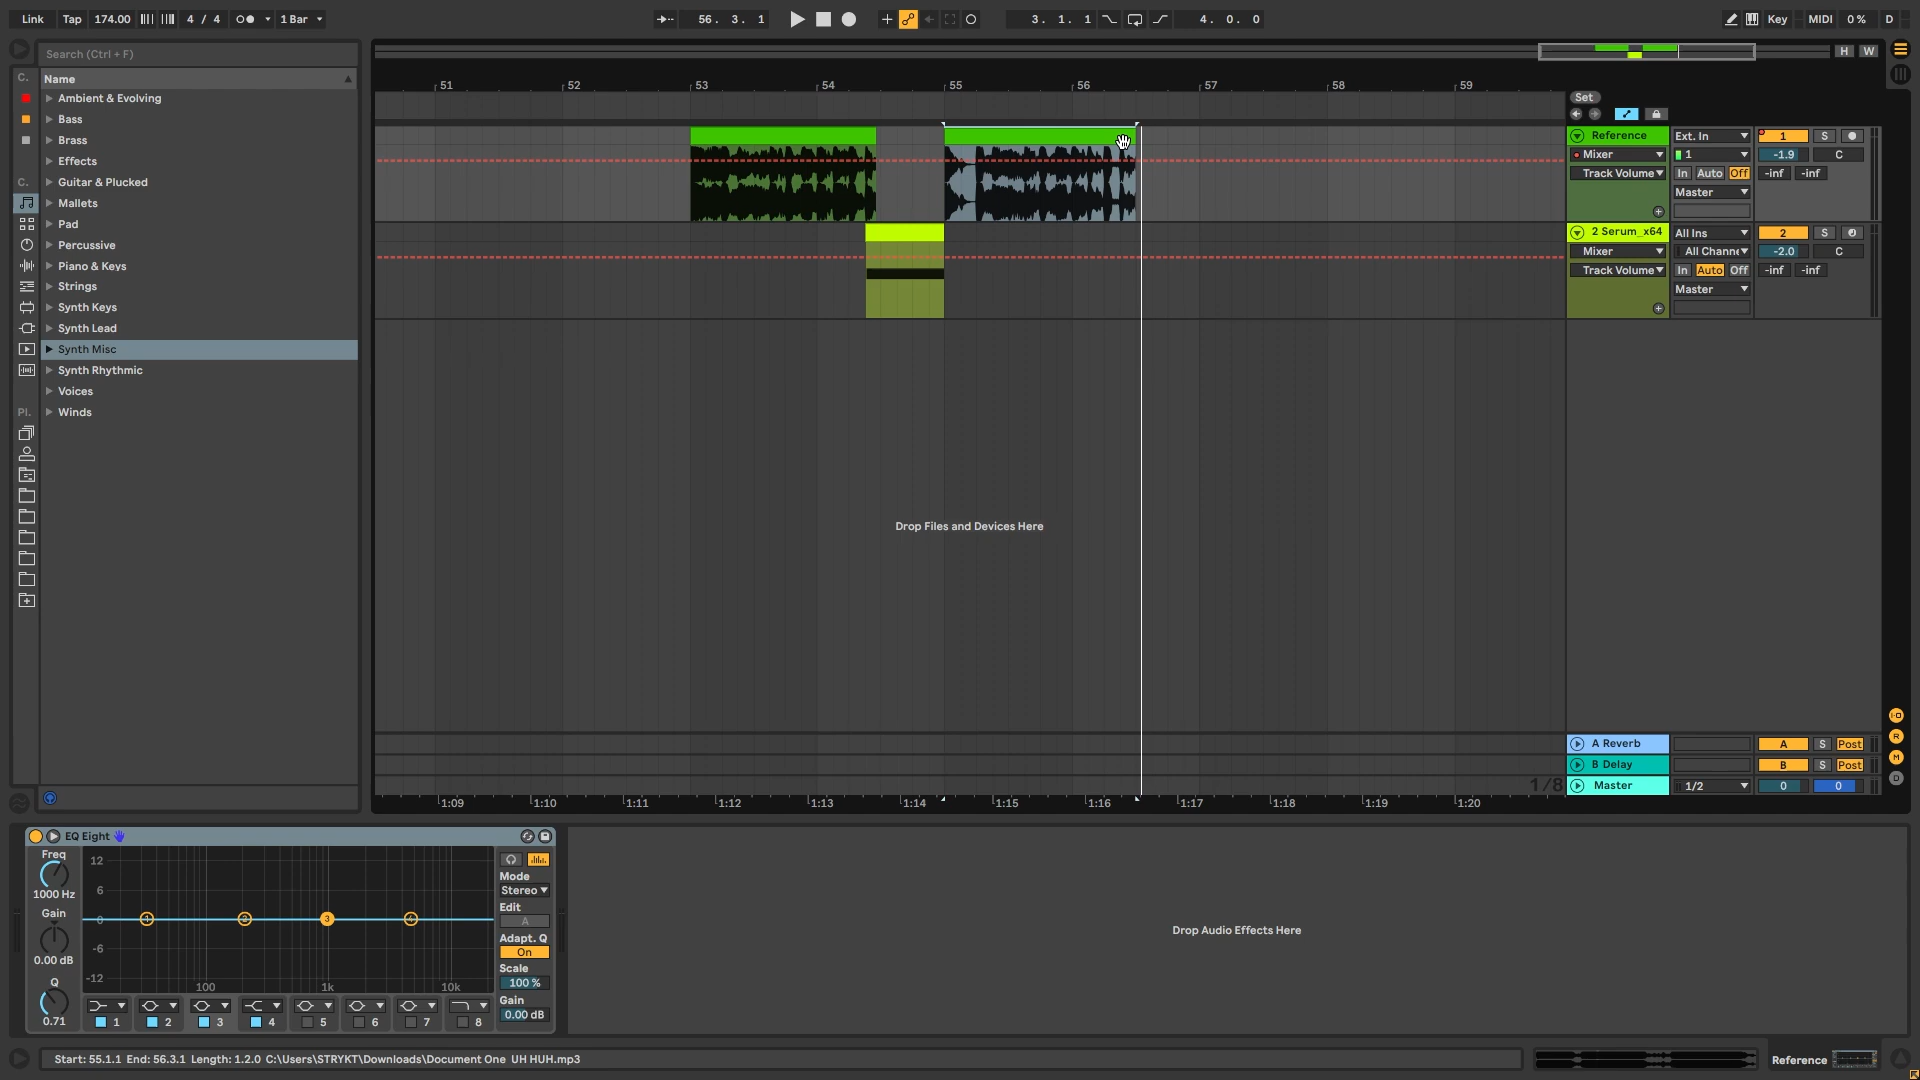 Link Tap 174.00 4 / 4 1 Bar 56. 3. 1 3. 1. 1 4. 0. 0 Key MIDI 0 % D
Search (Ctrl + F)
H W
C. Name
51 52 53 54 55 56 57 58 59
Set
Ambient & Evolving
Bass
Brass
Effects
C. Guitar & Plucked
Mallets
Pad
Percussive
Piano & Keys
Strings
Synth Keys
Synth Lead
Synth Misc
Synth Rhythmic
Voices
Pl. Winds
Reference Ext. In 1 S
Mixer 1 -1.9 C
Track Volume In Auto Off -inf -inf
Master
2 Serum_x64 All Ins 2 S
Mixer All Chann -2.0 C
Track Volume In Auto Off -inf -inf
Master
Drop Files and Devices Here
A Reverb A S Post
B Delay B S Post
1/8 Master 1/2 0 0
1:09 1:10 1:11 1:12 1:13 1:14 1:15 1:16 1:17 1:18 1:19 1:20
I-O
R
M
D
EQ Eight
Freq
1000 Hz
Gain
0.00 dB
Q
0.71
12
6
0
-6
-12
100 1k 10k
1 2 3 4 5 6 7 8
Mode
Stereo
Edit
A
Adapt. Q
On
Scale
100 %
Gain
0.00 dB
Drop Audio Effects Here
Start: 55.1.1 End: 56.3.1 Length: 1.2.0 C:\Users\STRYKT\Downloads\Document One UH HUH.mp3
Reference